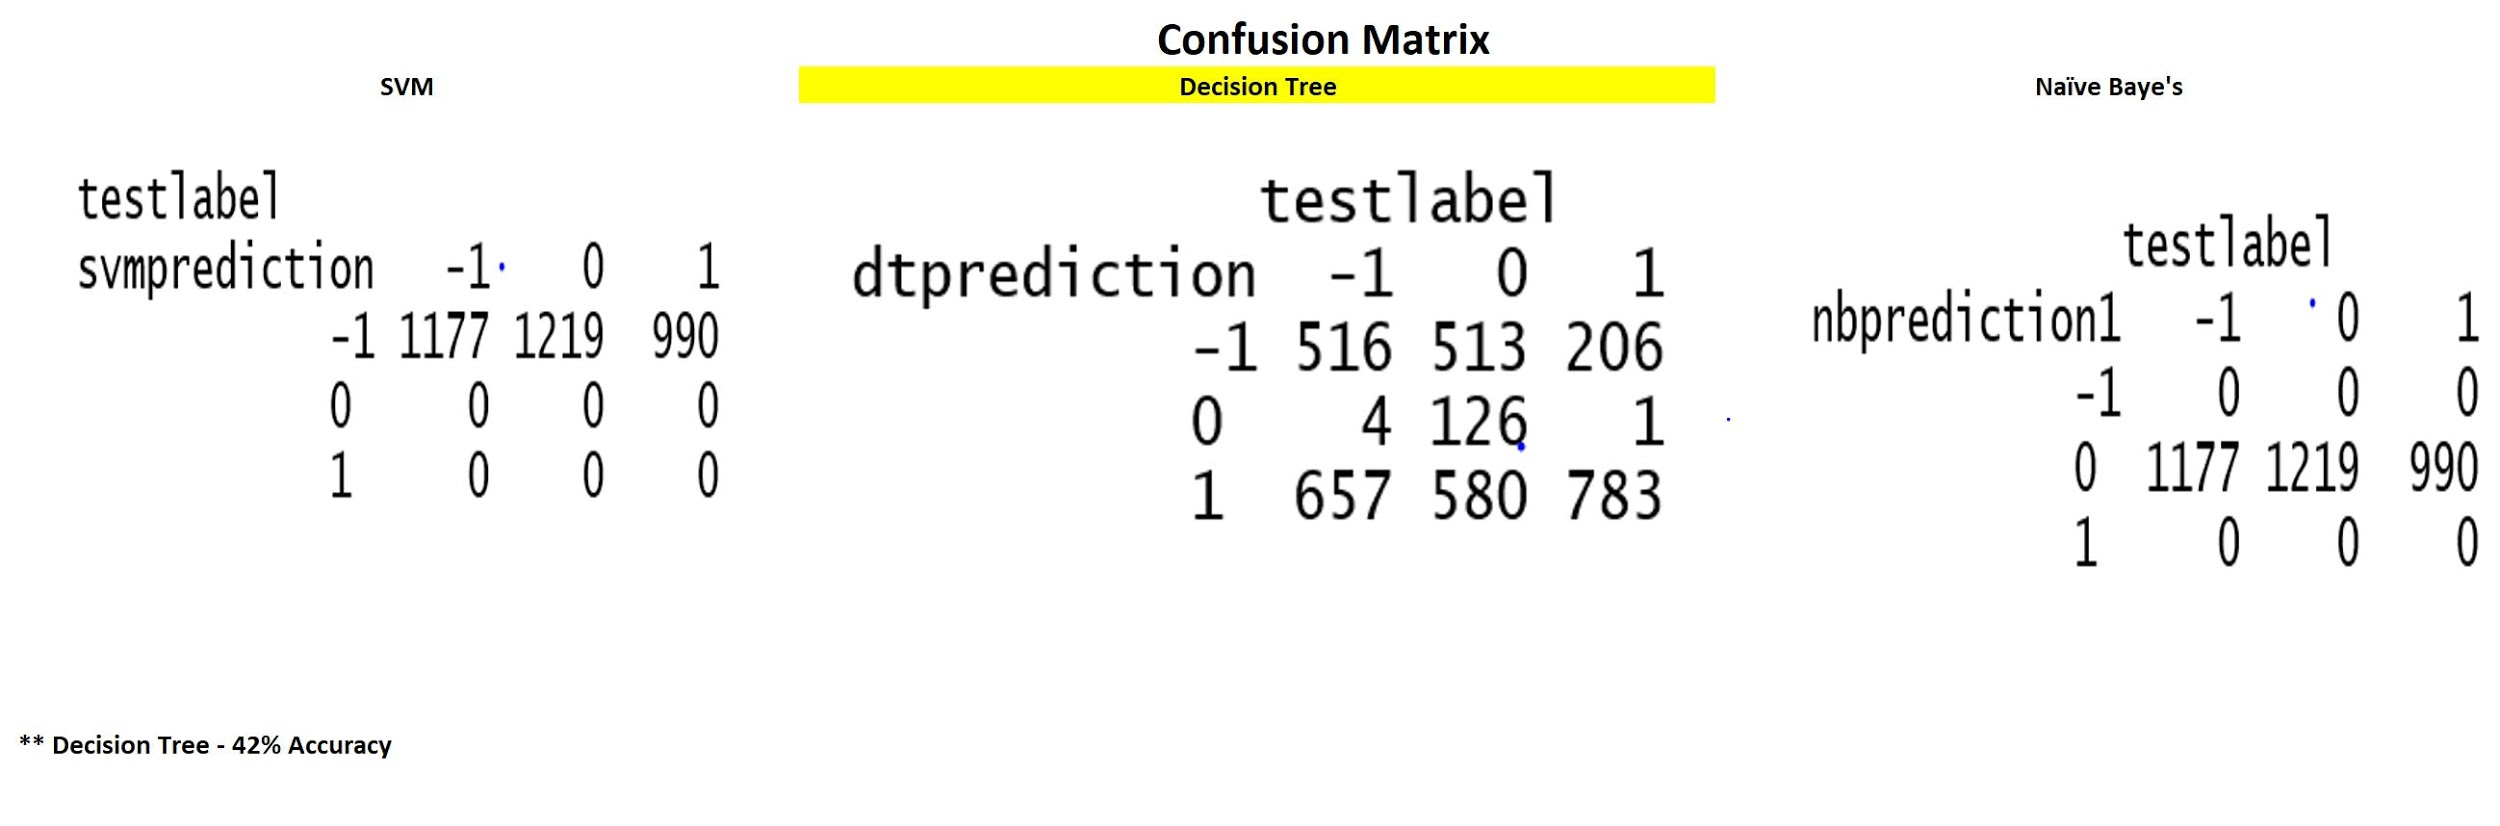 Confusion Matrix
SVM
testlabel
svmprediction -1 0 1
-1 1177 1219 990
0 0 0 0
1 0 0 0
Decision Tree
testlabel
dtprediction -1 0 1
-1 516 513 206
0 4 126 1
1 657 580 783
Naïve Baye's
testlabel
nbprediction1 -1 0 1
-1 0 0 0
0 1177 1219 990
1 0 0 0
** Decision Tree - 42% Accuracy